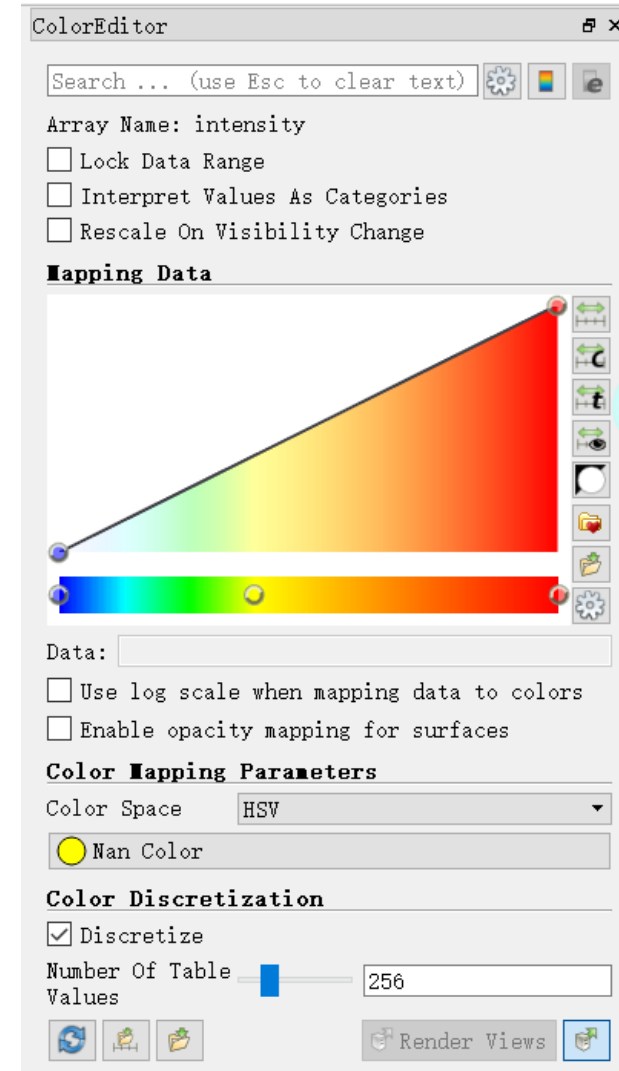 ColorEditor
Search ... (use Esc to clear text)
e
Array Name: intensity
Lock Data Range
Interpret Values As Categories
Rescale On Visibility Change
Mapping Data
C
t
Data:
Use log scale when mapping data to colors
Enable opacity mapping for surfaces
Color Mapping Parameters
Color Space HSV
Nan Color
Color Discretization
Discretize
Number Of Table
Values
256
Render Views